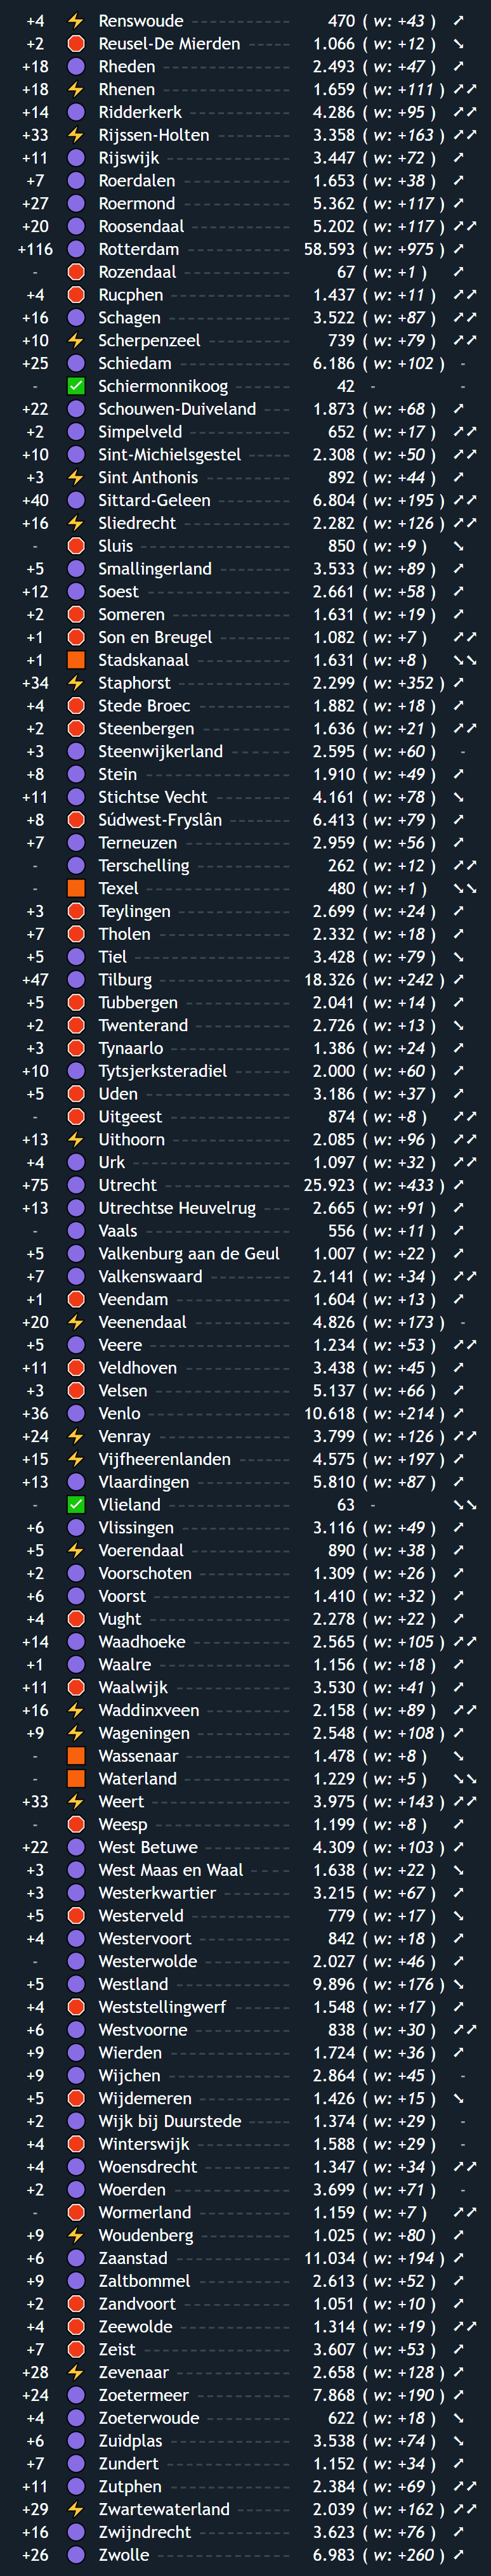 +4 ⚡ Renswoude ------------ 470 ( w: +43 ) ↗
+2 🛑 Reusel-De Mierden ------ 1.066 ( w: +12 ) ↘
+18 🟣 Rheden --------------- 2.493 ( w: +47 ) ↗
+18 ⚡ Rhenen --------------- 1.659 ( w: +111 ) ↗↗
+14 🟣 Ridderkerk ------------ 4.286 ( w: +95 ) ↗↗
+33 ⚡ Rijssen-Holten --------- 3.358 ( w: +163 ) ↗↗
+11 🟣 Rijswijk --------------- 3.447 ( w: +72 ) ↗
+7 🟣 Roerdalen ------------- 1.653 ( w: +38 ) ↗
+27 🟣 Roermond ------------- 5.362 ( w: +117 ) ↗
+20 🟣 Roosendaal ------------ 5.202 ( w: +117 ) ↗↗
+116 🟣 Rotterdam ------------- 58.593 ( w: +975 ) ↗
- 🛑 Rozendaal ------------- 67 ( w: +1 ) ↗
+4 🛑 Rucphen -------------- 1.437 ( w: +11 ) ↗↗
+16 🟣 Schagen -------------- 3.522 ( w: +87 ) ↗↗
+10 ⚡ Scherpenzeel ---------- 739 ( w: +79 ) ↗↗
+25 🟣 Schiedam ------------- 6.186 ( w: +102 ) -
- ✅ Schiermonnikoog ------- 42 - -
+22 🟣 Schouwen-Duiveland ---- 1.873 ( w: +68 ) ↗
+2 🟣 Simpelveld ------------ 652 ( w: +17 ) ↗↗
+10 🟣 Sint-Michielsgestel ----- 2.308 ( w: +50 ) ↗↗
+3 ⚡ Sint Anthonis ---------- 892 ( w: +44 ) ↗
+40 🟣 Sittard-Geleen --------- 6.804 ( w: +195 ) ↗↗
+16 ⚡ Sliedrecht ------------- 2.282 ( w: +126 ) ↗↗
- 🛑 Sluis ----------------- 850 ( w: +9 ) ↘
+5 🟣 Smallingerland --------- 3.533 ( w: +89 ) ↗
+12 🟣 Soest ---------------- 2.661 ( w: +58 ) ↗
+2 🛑 Someren -------------- 1.631 ( w: +19 ) ↗
+1 🛑 Son en Breugel --------- 1.082 ( w: +7 ) ↗↗
+1 🟧 Stadskanaal ----------- 1.631 ( w: +8 ) ↘↘
+34 ⚡ Staphorst ------------- 2.299 ( w: +352 ) ↗
+4 🛑 Stede Broec ----------- 1.882 ( w: +18 ) ↗
+2 🛑 Steenbergen ----------- 1.636 ( w: +21 ) ↗↗
+3 🟣 Steenwijkerland -------- 2.595 ( w: +60 ) -
+8 🟣 Stein ----------------- 1.910 ( w: +49 ) ↗
+11 🟣 Stichtse Vecht --------- 4.161 ( w: +78 ) ↘
+8 🛑 Súdwest-Fryslân -------- 6.413 ( w: +79 ) ↗
+7 🟣 Terneuzen ------------- 2.959 ( w: +56 ) ↗
- 🟣 Terschelling ----------- 262 ( w: +12 ) ↗↗
- 🟧 Texel ---------------- 480 ( w: +1 ) ↘↘
+3 🛑 Teylingen ------------- 2.699 ( w: +24 ) ↗
+7 🛑 Tholen --------------- 2.332 ( w: +18 ) ↗
+5 🟣 Tiel ------------------ 3.428 ( w: +79 ) ↘
+47 🟣 Tilburg --------------- 18.326 ( w: +242 ) ↗
+5 🛑 Tubbergen ------------ 2.041 ( w: +14 ) ↗
+2 🛑 Twenterand ----------- 2.726 ( w: +13 ) ↘
+3 🛑 Tynaarlo -------------- 1.386 ( w: +24 ) ↗
+10 🟣 Tytsjerksteradiel ------- 2.000 ( w: +60 ) ↗
+5 🛑 Uden ---------------- 3.186 ( w: +37 ) ↗
- 🛑 Uitgeest -------------- 874 ( w: +8 ) ↗↗
+13 ⚡ Uithoorn -------------- 2.085 ( w: +96 ) ↗↗
+4 🟣 Urk ------------------ 1.097 ( w: +32 ) ↗↗
+75 🟣 Utrecht -------------- 25.923 ( w: +433 ) ↗
+13 🟣 Utrechtse Heuvelrug ---- 2.665 ( w: +91 ) ↗
- 🟣 Vaals ---------------- 556 ( w: +11 ) ↗
+5 🟣 Valkenburg aan de Geul 1.007 ( w: +22 ) ↗
+7 🟣 Valkenswaard ---------- 2.141 ( w: +34 ) ↗↗
+1 🛑 Veendam -------------- 1.604 ( w: +13 ) ↗
+20 ⚡ Veenendaal ------------ 4.826 ( w: +173 ) -
+5 🟣 Veere ---------------- 1.234 ( w: +53 ) ↗↗
+11 🛑 Veldhoven ------------ 3.438 ( w: +45 ) ↗
+3 🛑 Velsen ---------------- 5.137 ( w: +66 ) ↗
+36 🟣 Venlo ---------------- 10.618 ( w: +214 ) ↗
+24 ⚡ Venray --------------- 3.799 ( w: +126 ) ↗↗
+15 ⚡ Vijfheerenlanden ------- 4.575 ( w: +197 ) ↗
+13 🟣 Vlaardingen ----------- 5.810 ( w: +87 ) ↗
- ✅ Vlieland -------------- 63 - ↘↘
+6 🟣 Vlissingen ------------- 3.116 ( w: +49 ) ↗
+5 ⚡ Voerendaal ------------ 890 ( w: +38 ) ↗
+2 🟣 Voorschoten ----------- 1.309 ( w: +26 ) ↗
+6 🟣 Voorst ---------------- 1.410 ( w: +32 ) ↗
+4 🛑 Vught ---------------- 2.278 ( w: +22 ) ↗
+14 🟣 Waadhoeke ------------ 2.565 ( w: +105 ) ↗↗
+1 🟣 Waalre --------------- 1.156 ( w: +18 ) ↗
+11 🛑 Waalwijk -------------- 3.530 ( w: +41 ) ↗
+16 ⚡ Waddinxveen ---------- 2.158 ( w: +89 ) ↗↗
+9 ⚡ Wageningen ----------- 2.548 ( w: +108 ) ↗
- 🟧 Wassenaar ------------ 1.478 ( w: +8 ) ↘
- 🟧 Waterland ------------ 1.229 ( w: +5 ) ↘↘
+33 ⚡ Weert ---------------- 3.975 ( w: +143 ) ↗↗
- 🛑 Weesp --------------- 1.199 ( w: +8 ) ↗
+22 🟣 West Betuwe ---------- 4.309 ( w: +103 ) ↗
+3 🟣 West Maas en Waal ----- 1.638 ( w: +22 ) ↘
+3 🟣 Westerkwartier --------- 3.215 ( w: +67 ) ↗
+5 🛑 Westerveld ------------ 779 ( w: +17 ) ↘
+4 🟣 Westervoort ----------- 842 ( w: +18 ) ↗
- 🟣 Westerwolde ---------- 2.027 ( w: +46 ) ↗
+5 🟣 Westland ------------- 9.896 ( w: +176 ) ↘
+4 🛑 Weststellingwerf ------- 1.548 ( w: +17 ) ↗
+6 🟣 Westvoorne ----------- 838 ( w: +30 ) ↗↗
+9 🟣 Wierden -------------- 1.724 ( w: +36 ) ↗
+9 🟣 Wijchen -------------- 2.864 ( w: +45 ) -
+5 🛑 Wijdemeren ----------- 1.426 ( w: +15 ) ↘
+2 🟣 Wijk bij Duurstede ------ 1.374 ( w: +29 ) -
+4 🛑 Winterswijk ----------- 1.588 ( w: +29 ) -
+4 🟣 Woensdrecht ---------- 1.347 ( w: +34 ) ↗↗
+2 🟣 Woerden -------------- 3.699 ( w: +71 ) -
- 🛑 Wormerland ----------- 1.159 ( w: +7 ) ↗↗
+9 ⚡ Woudenberg ----------- 1.025 ( w: +80 ) ↗
+6 🟣 Zaanstad ------------- 11.034 ( w: +194 ) ↗
+9 🟣 Zaltbommel ----------- 2.613 ( w: +52 ) ↗
+2 🛑 Zandvoort ------------- 1.051 ( w: +10 ) ↗
+4 🛑 Zeewolde ------------- 1.314 ( w: +19 ) ↗↗
+7 🛑 Zeist ----------------- 3.607 ( w: +53 ) ↗
+28 ⚡ Zevenaar ------------- 2.658 ( w: +128 ) ↗
+24 🟣 Zoetermeer ----------- 7.868 ( w: +190 ) ↗
+4 🟣 Zoeterwoude ---------- 622 ( w: +18 ) ↘
+6 🟣 Zuidplas -------------- 3.538 ( w: +74 ) ↘
+7 🟣 Zundert -------------- 1.152 ( w: +34 ) ↗
+11 🟣 Zutphen -------------- 2.384 ( w: +69 ) ↗↗
+29 ⚡ Zwartewaterland ------- 2.039 ( w: +162 ) ↗↗
+16 🟣 Zwijndrecht ----------- 3.623 ( w: +76 ) ↗
+26 🟣 Zwolle --------------- 6.983 ( w: +260 ) ↗